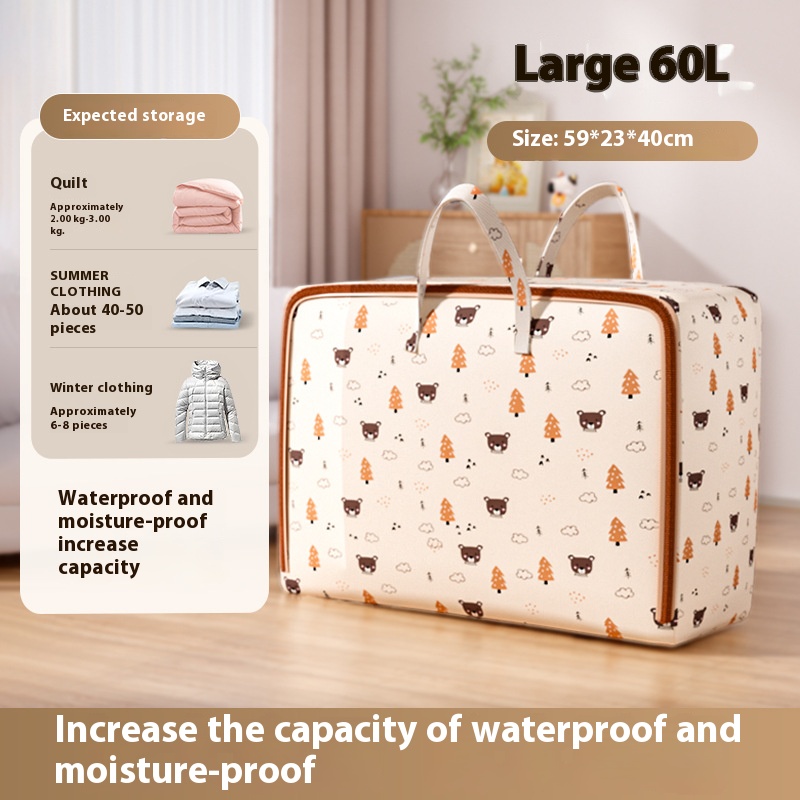 Large 60L
Size: 59*23*40cm
Expected storage
Quilt
Approximately
2.00 kg-3.00
kg.
SUMMER
CLOTHING
About 40-50
pieces
Winter clothing
Approximately
6-8 pieces
Waterproof and
moisture-proof
increase
capacity
Increase the capacity of waterproof and
moisture-proof